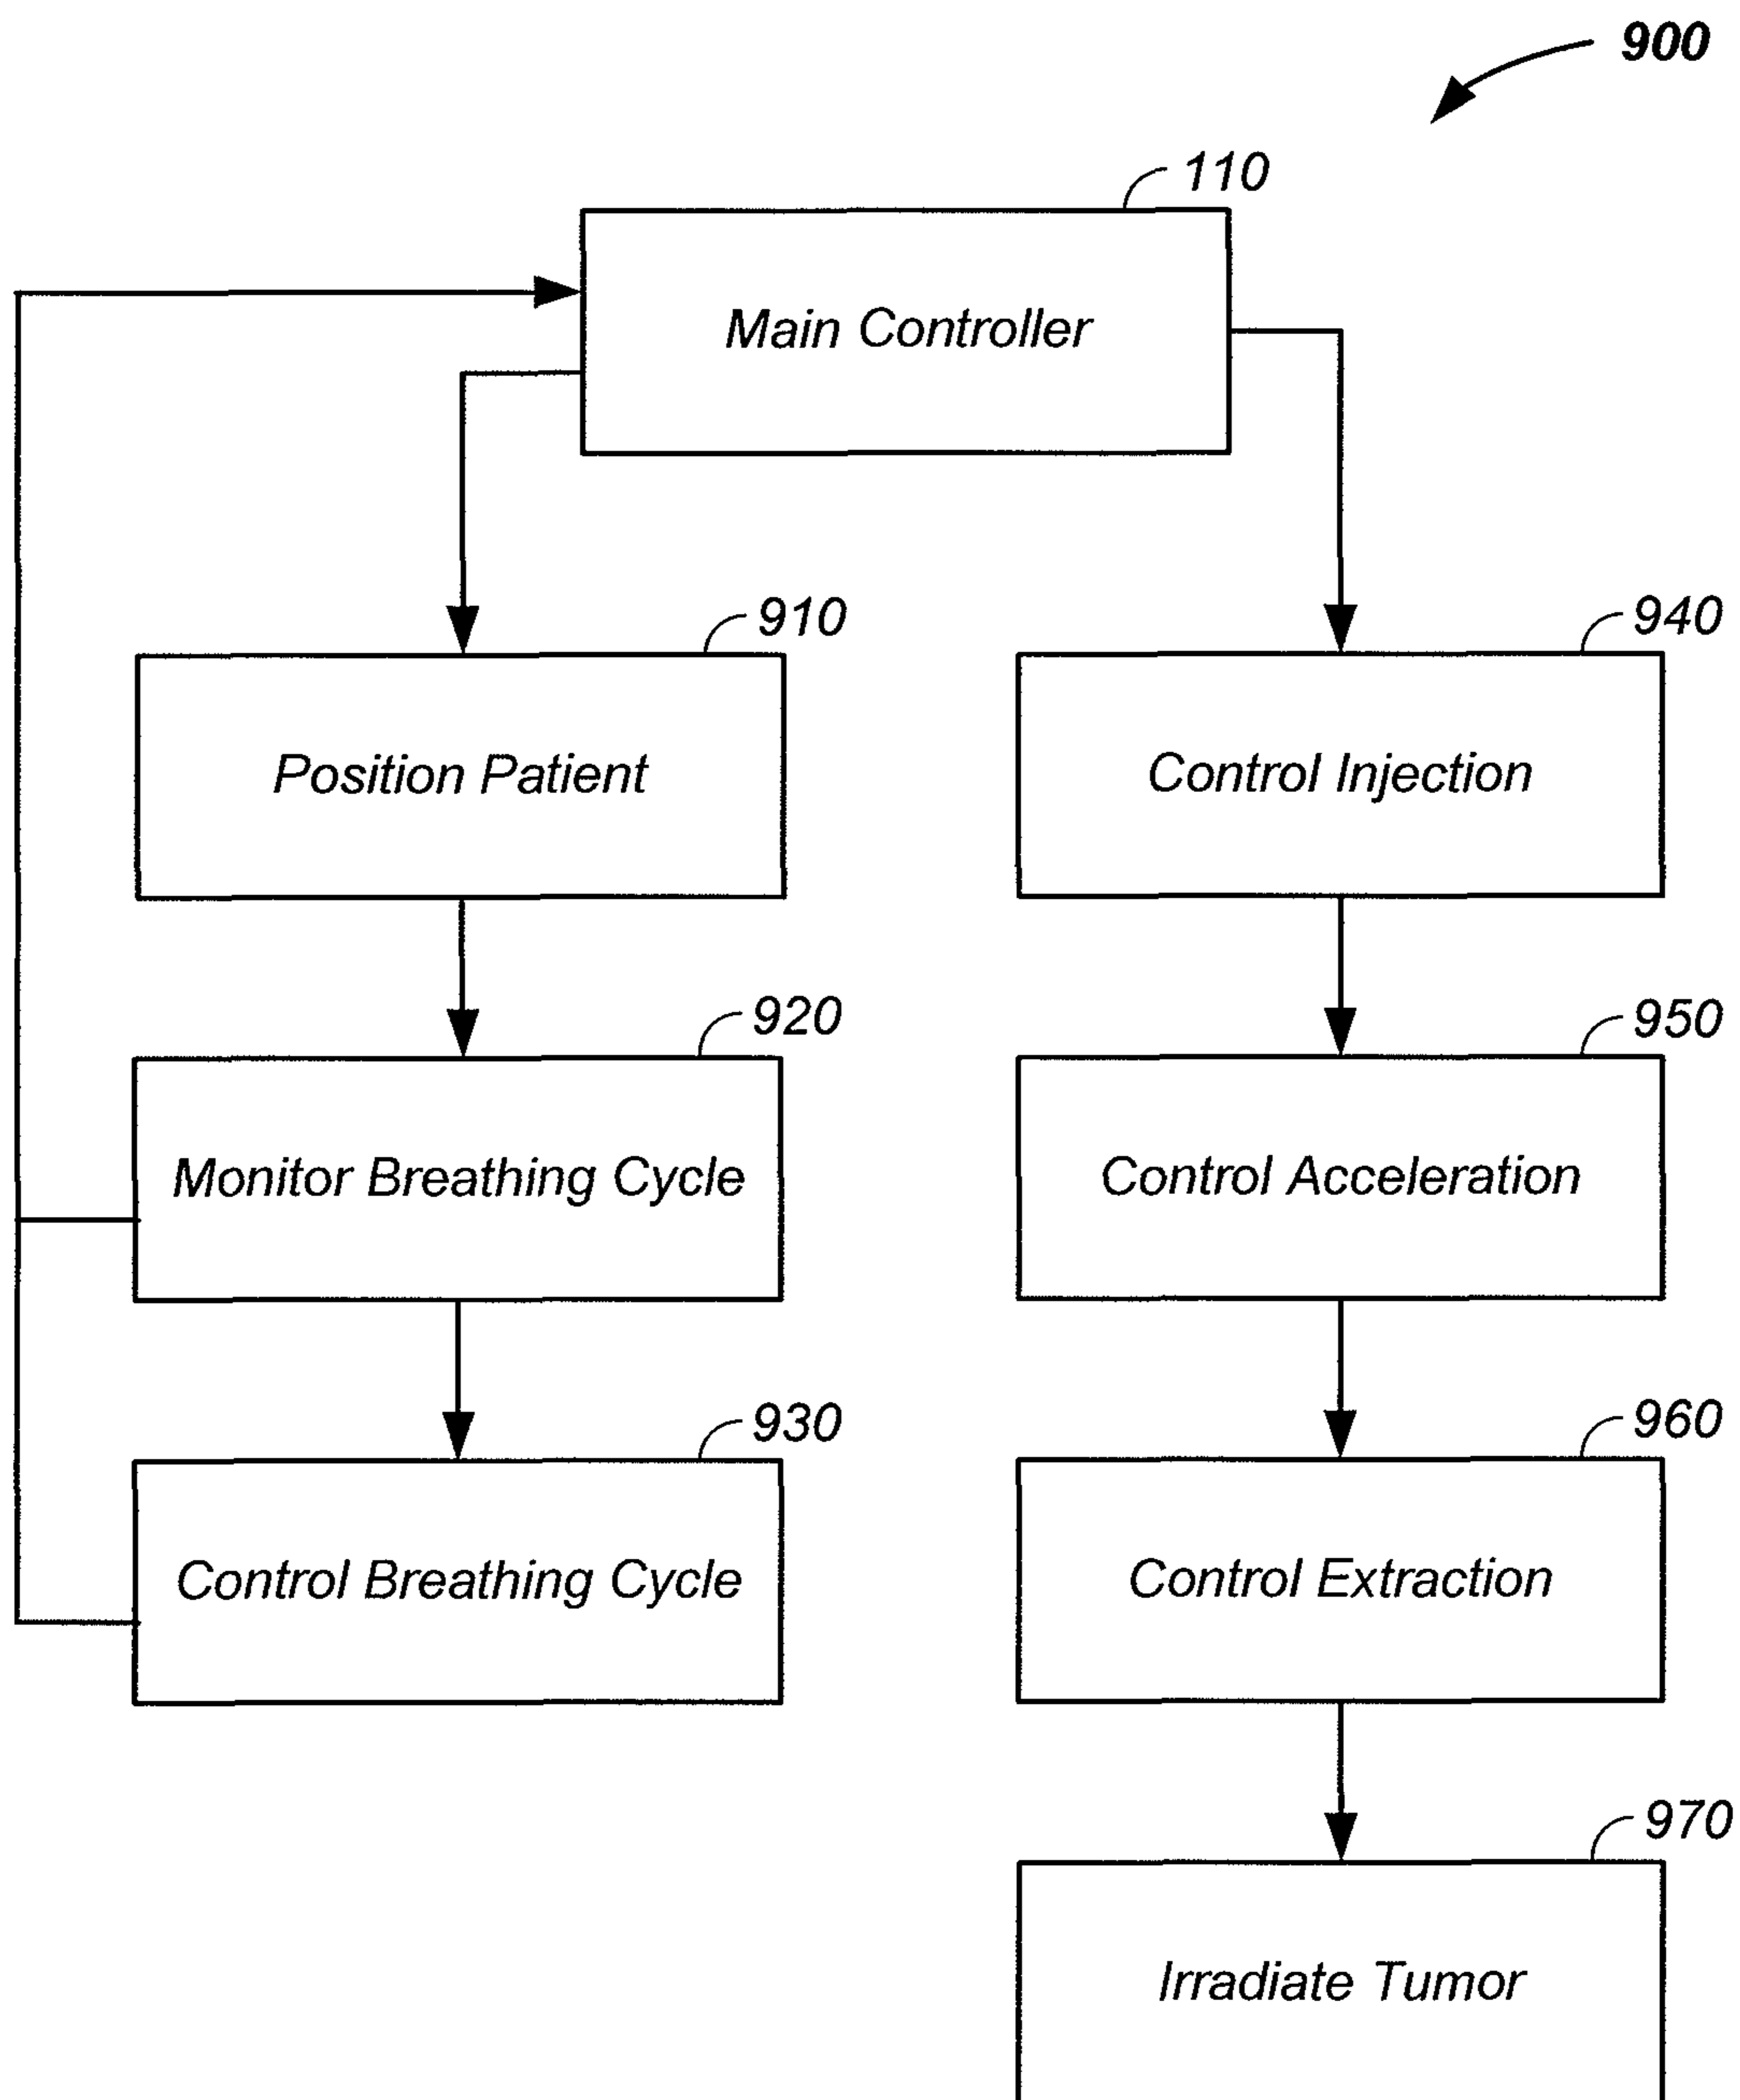 900
110
Main Controller
910
Position Patient
940
Control Injection
920
Monitor Breathing Cycle
950
Control Acceleration
930
Control Breathing Cycle
960
Control Extraction
970
Irradiate Tumor